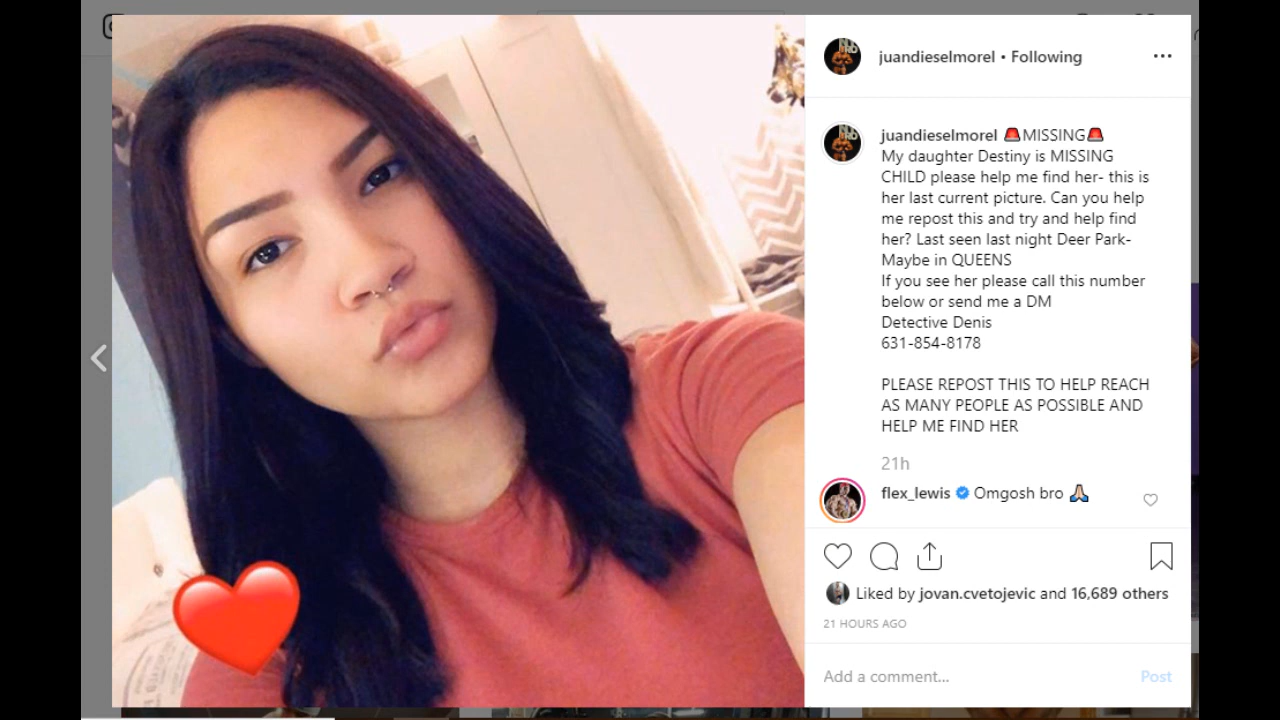 juandieselmorel • Following
juandieselmorel 🚨MISSING🚨
My daughter Destiny is MISSING
CHILD please help me find her- this is
her last current picture. Can you help
me repost this and try and help find
her? Last seen last night Deer Park-
Maybe in QUEENS
If you see her please call this number
below or send me a DM
Detective Denis
631-854-8178
PLEASE REPOST THIS TO HELP REACH
AS MANY PEOPLE AS POSSIBLE AND
HELP ME FIND HER
21h
flex_lewis Omgosh bro 🙏🏻
Liked by jovan.cvetojevic and 16,689 others
21 HOURS AGO
Add a comment... Post